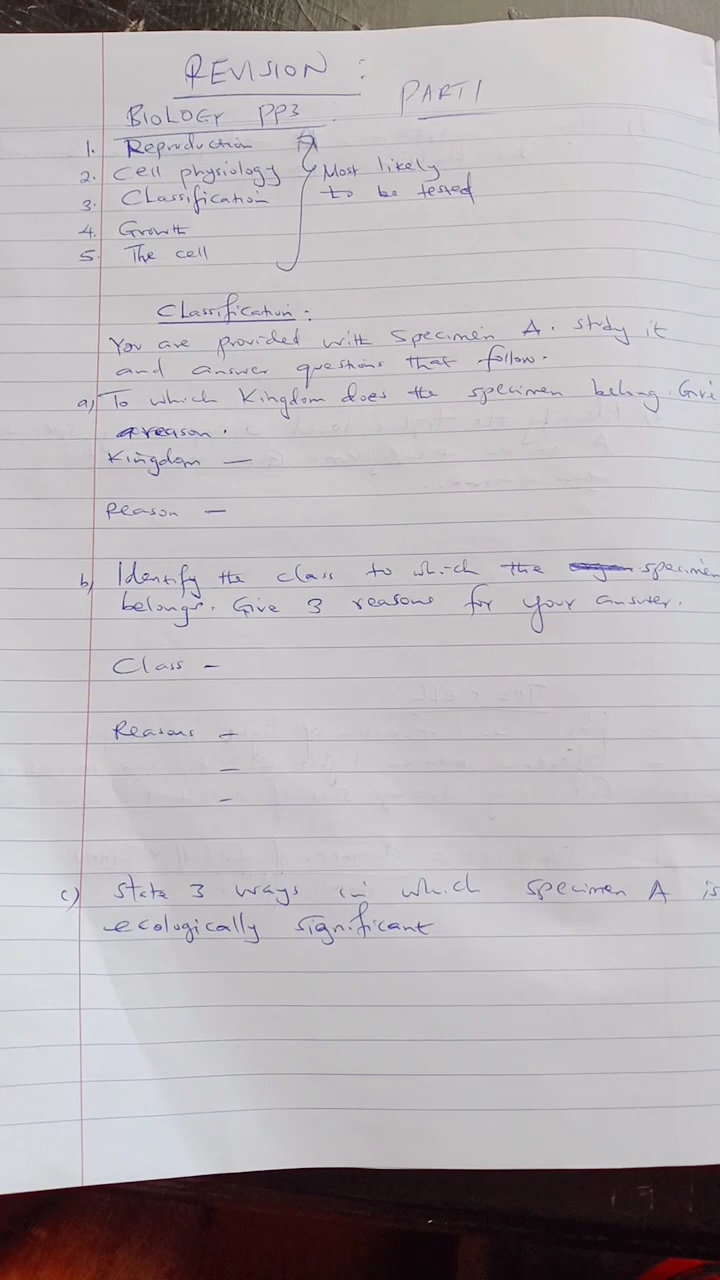 REVISION :
PART 1
BIOLOGY PP3
1. Reproduction
2. Cell physiology
3. Classification
4. Growth
5. The cell
Most likely
to be tested
Classification :
You are provided with specimen A. study it
and answer questions that follow.
a) To which Kingdom does the specimen belong. Give
a reason.
Kingdom —
Reason —
b) Identify the class to which the specimen
belongs. Give 3 reasons for your answer.
Class —
Reasons —
—
—
c) State 3 ways in which specimen A is
ecologically significant